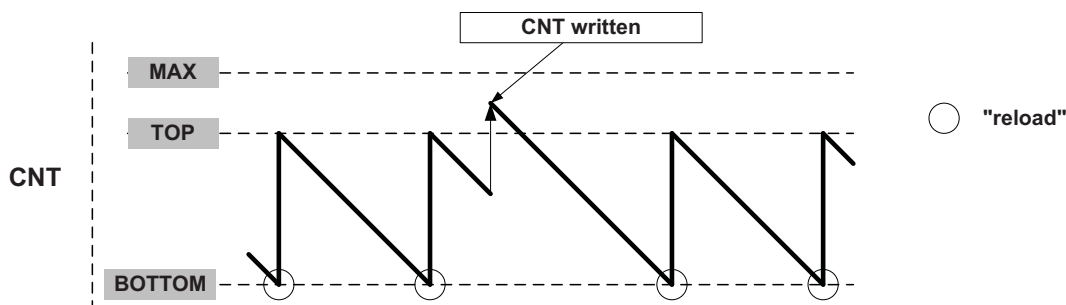 CNT written
MAX
TOP
"reload"
CNT
BOTTOM